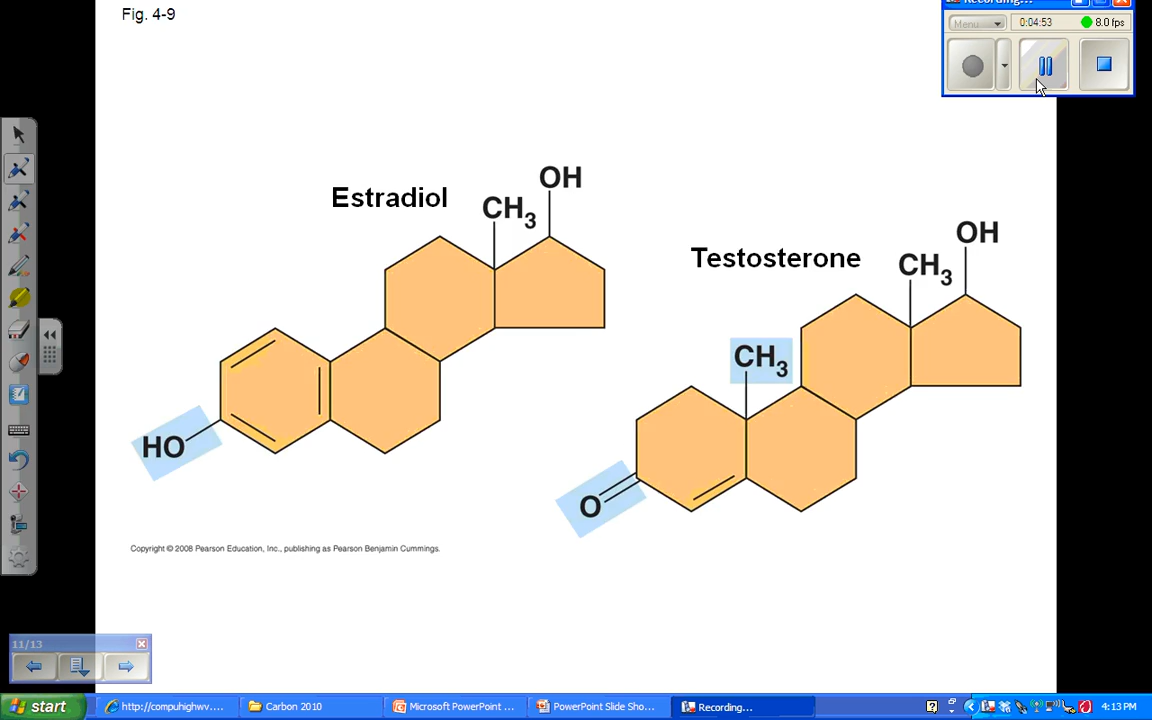 Fig. 4-9
Recording...
Menu
0:04:53
8.0 fps
OH
Estradiol
CH3
OH
Testosterone
CH3
CH3
HO
O
Copyright © 2008 Pearson Education, Inc., publishing as Pearson Benjamin Cummings.
11/13
start
http://compuhighwv....
Carbon 2010
Microsoft PowerPoint ...
PowerPoint Slide Sho...
Recording...
4:13 PM